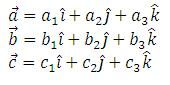 a⃗ = a₁î + a₂ĵ + a₃k̂
b⃗ = b₁î + b₂ĵ + b₃k̂
c⃗ = c₁î + c₂ĵ + c₃k̂